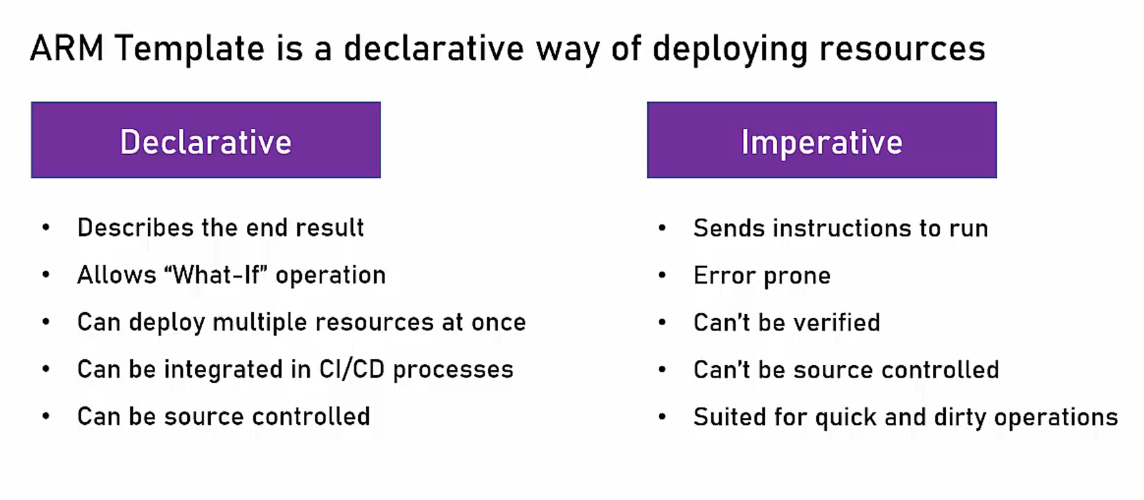 ARM Template is a declarative way of deploying resources
Declarative
• Describes the end result
• Allows “What-If” operation
• Can deploy multiple resources at once
• Can be integrated in CI/CD processes
• Can be source controlled
Imperative
• Sends instructions to run
• Error prone
• Can’t be verified
• Can’t be source controlled
• Suited for quick and dirty operations